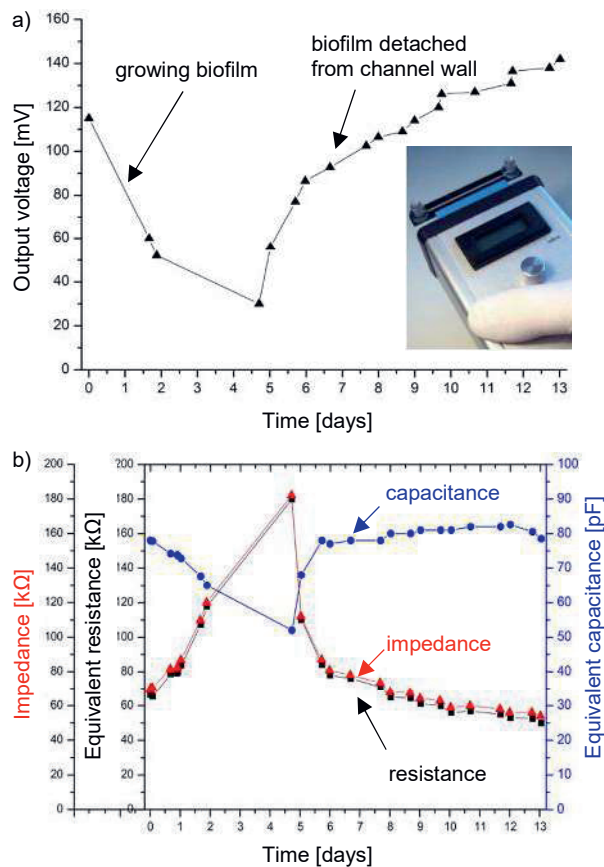 a)
160
140
120
100
80
60
40
20
0
Output voltage [mV]
growing biofilm
biofilm detached
from channel wall
0 1 2 3 4 5 6 7 8 9 10 11 12 13
Time [days]
b)
200
180
160
140
120
100
80
60
40
20
0
Impedance [kΩ]
200
180
160
140
120
100
80
60
40
20
0
Equivalent resistance [kΩ]
capacitance
impedance
resistance
100
90
80
70
60
50
40
30
20
10
0
Equivalent capacitance [pF]
0 1 2 3 4 5 6 7 8 9 10 11 12 13
Time [days]